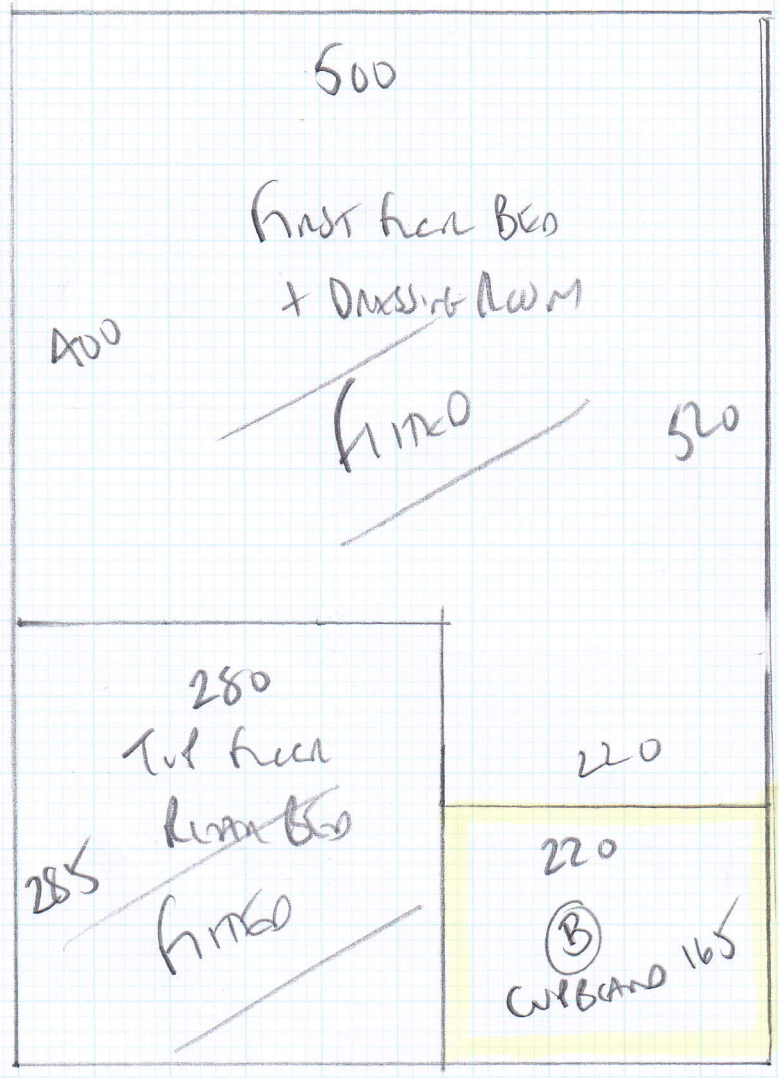 500
FIRST FLOOR BED
+ DRESSING ROOM
400
FITTED
520
280
TOP FLOOR
REAR BED
285
FITTED
220
220
B
CUPBOARD 165